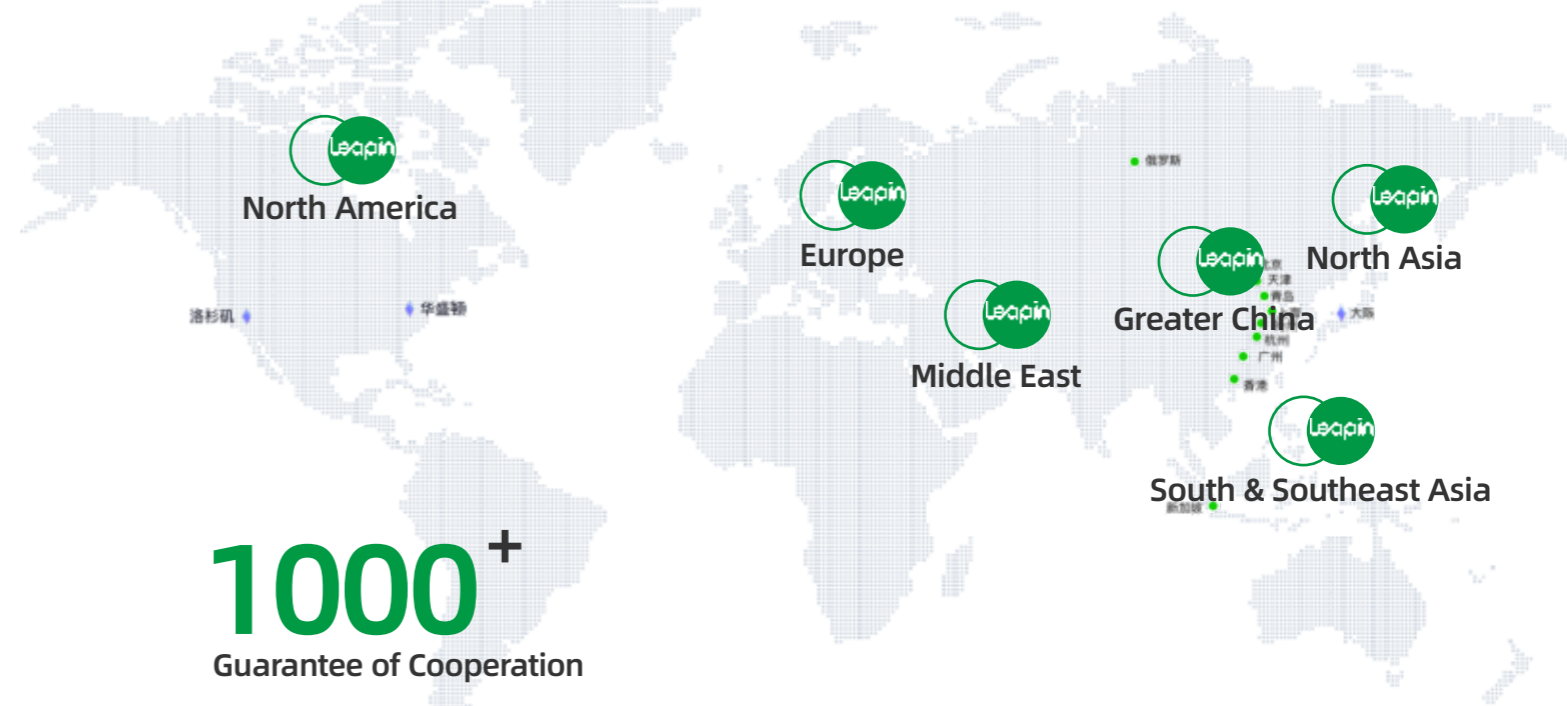 Leapin
North America
俄罗斯
Leapin
Europe
Leapin
North Asia
Leapin
北京
天津
青岛
Greater China
Leapin
Middle East
洛杉矶
华盛顿
大阪
杭州
广州
香港
Leapin
South & Southeast Asia
新加坡
1000+
Guarantee of Cooperation